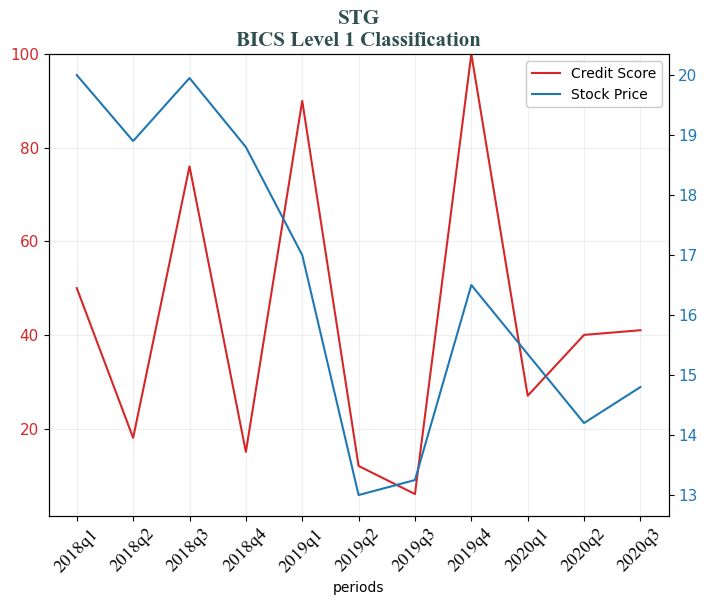 STG
BICS Level 1 Classification
Credit Score
Stock Price
100
80
60
40
20
20
19
18
17
16
15
14
13
2018q1
2018q2
2018q3
2018q4
2019q1
2019q2
2019q3
2019q4
2020q1
2020q2
2020q3
periods